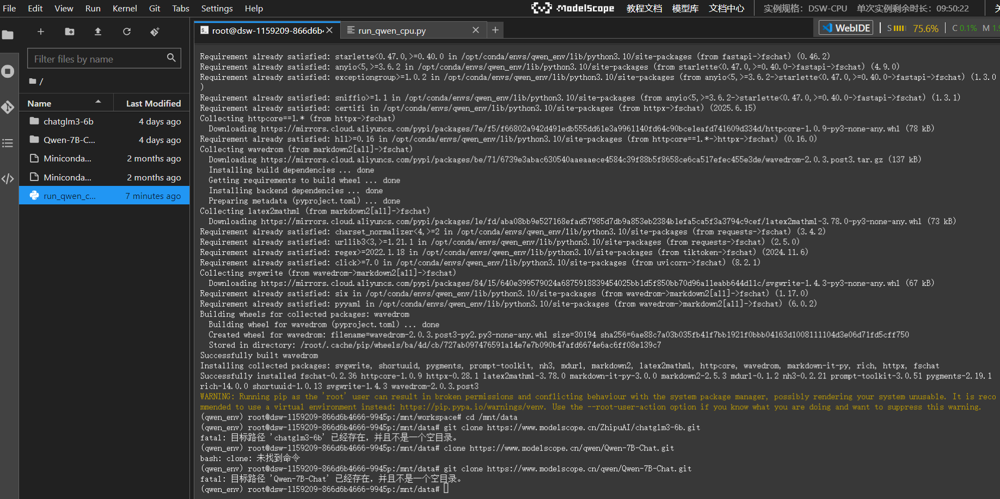 File Edit View Run Kernel Git Tabs Settings Help
ModelScope 教程文档 模型库 文档中心 实例规格: DSW-CPU 单次实例剩余时长: 09:50:22
root@dsw-1159209-866d6b4 run_qwen_cpu.py
WebIDE S 75.6% C 0.1% M 1.9
Filter files by name
/
Name Last Modified
chatglm3-6b 4 days ago
Qwen-7B-C... 4 days ago
Miniconda... 2 months ago
Miniconda... 2 months ago
run_qwen_c... 7 minutes ago
Requirement already satisfied: starlette<0.47.0,>=0.40.0 in /opt/conda/envs/qwen_env/lib/python3.10/site-packages (from fastapi->fschat) (0.46.2)
Requirement already satisfied: anyio<5,>=3.6.2 in /opt/conda/envs/qwen_env/lib/python3.10/site-packages (from starlette<0.47.0,>=0.40.0->fastapi->fschat) (4.9.0)
Requirement already satisfied: exceptiongroup>=1.0.2 in /opt/conda/envs/qwen_env/lib/python3.10/site-packages (from anyio<5,>=3.6.2->starlette<0.47.0,>=0.40.0->fastapi->fschat) (1.3.0
)
Requirement already satisfied: sniffio>=1.1 in /opt/conda/envs/qwen_env/lib/python3.10/site-packages (from anyio<5,>=3.6.2->starlette<0.47.0,>=0.40.0->fastapi->fschat) (1.3.1)
Requirement already satisfied: certifi in /opt/conda/envs/qwen_env/lib/python3.10/site-packages (from httpx->fschat) (2025.6.15)
Collecting httpcore==1.* (from httpx->fschat)
Downloading https://mirrors.cloud.aliyuncs.com/pypi/packages/7e/f5/f66802a942d491edb555dd61e3a9961140fd64c90bce1eafd741609d334d/httpcore-1.0.9-py3-none-any.whl (78 kB)
Requirement already satisfied: h11>=0.16 in /opt/conda/envs/qwen_env/lib/python3.10/site-packages (from httpcore==1.*->httpx->fschat) (0.16.0)
Collecting wavedrom (from markdown2[all]->fschat)
Downloading https://mirrors.cloud.aliyuncs.com/pypi/packages/be/71/6739e3abac630540aaeaaece4584c39f88b5f8658ce6ca517efec455e3de/wavedrom-2.0.3.post3.tar.gz (137 kB)
Installing build dependencies ... done
Getting requirements to build wheel ... done
Installing backend dependencies ... done
Preparing metadata (pyproject.toml) ... done
Collecting latex2mathml (from markdown2[all]->fschat)
Downloading https://mirrors.cloud.aliyuncs.com/pypi/packages/1e/fd/aba08bb9e527168efad57985d7db9a853eb2384b1efa5ca5f3a3794c9cef/latex2mathml-3.78.0-py3-none-any.whl (73 kB)
Requirement already satisfied: charset_normalizer<4,>=2 in /opt/conda/envs/qwen_env/lib/python3.10/site-packages (from requests->fschat) (3.4.2)
Requirement already satisfied: urllib3<3,>=1.21.1 in /opt/conda/envs/qwen_env/lib/python3.10/site-packages (from requests->fschat) (2.5.0)
Requirement already satisfied: regex>=2022.1.18 in /opt/conda/envs/qwen_env/lib/python3.10/site-packages (from tiktoken->fschat) (2024.11.6)
Requirement already satisfied: click>=7.0 in /opt/conda/envs/qwen_env/lib/python3.10/site-packages (from uvicorn->fschat) (8.2.1)
Collecting svgwrite (from wavedrom->markdown2[all]->fschat)
Downloading https://mirrors.cloud.aliyuncs.com/pypi/packages/84/15/640e399579024a6875918839454025bb1d5f850bb70d96a11eabb644d11c/svgwrite-1.4.3-py3-none-any.whl (67 kB)
Requirement already satisfied: six in /opt/conda/envs/qwen_env/lib/python3.10/site-packages (from wavedrom->markdown2[all]->fschat) (1.17.0)
Requirement already satisfied: pyyaml in /opt/conda/envs/qwen_env/lib/python3.10/site-packages (from wavedrom->markdown2[all]->fschat) (6.0.2)
Building wheels for collected packages: wavedrom
Building wheel for wavedrom (pyproject.toml) ... done
Created wheel for wavedrom: filename=wavedrom-2.0.3.post3-py2.py3-none-any.whl size=30194 sha256=6ae88c7a03b035fb41f7bb1921f0bbb04163d1008111104d3e06d71fd5cff750
Stored in directory: /root/.cache/pip/wheels/ba/4d/cb/727ab097476591a14e7e7b090b47afd6674e6ac6ff08e139c7
Successfully built wavedrom
Installing collected packages: svgwrite, shortuuid, pygments, prompt-toolkit, nh3, mdurl, markdown2, latex2mathml, httpcore, wavedrom, markdown-it-py, rich, httpx, fschat
Successfully installed fschat-0.2.36 httpcore-1.0.9 httpx-0.28.1 latex2mathml-3.78.0 markdown-it-py-3.0.0 markdown2-2.5.3 mdurl-0.1.2 nh3-0.2.21 prompt-toolkit-3.0.51 pygments-2.19.1
rich-14.0.0 shortuuid-1.0.13 svgwrite-1.4.3 wavedrom-2.0.3.post3
WARNING: Running pip as the 'root' user can result in broken permissions and conflicting behaviour with the system package manager, possibly rendering your system unusable. It is reco
mmended to use a virtual environment instead: https://pip.pypa.io/warnings/venv. Use the --root-user-action option if you know what you are doing and want to suppress this warning.
(qwen_env) root@dsw-1159209-866d6b4666-9945p:/mnt/workspace# cd /mnt/data
(qwen_env) root@dsw-1159209-866d6b4666-9945p:/mnt/data# git clone https://www.modelscope.cn/ZhipuAI/chatglm3-6b.git
fatal: 目标路径 'chatglm3-6b' 已经存在，并且不是一个空目录。
(qwen_env) root@dsw-1159209-866d6b4666-9945p:/mnt/data# clone https://www.modelscope.cn/qwen/Qwen-7B-Chat.git
bash: clone: 未找到命令
(qwen_env) root@dsw-1159209-866d6b4666-9945p:/mnt/data# git clone https://www.modelscope.cn/qwen/Qwen-7B-Chat.git
fatal: 目标路径 'Qwen-7B-Chat' 已经存在，并且不是一个空目录。
(qwen_env) root@dsw-1159209-866d6b4666-9945p:/mnt/data#